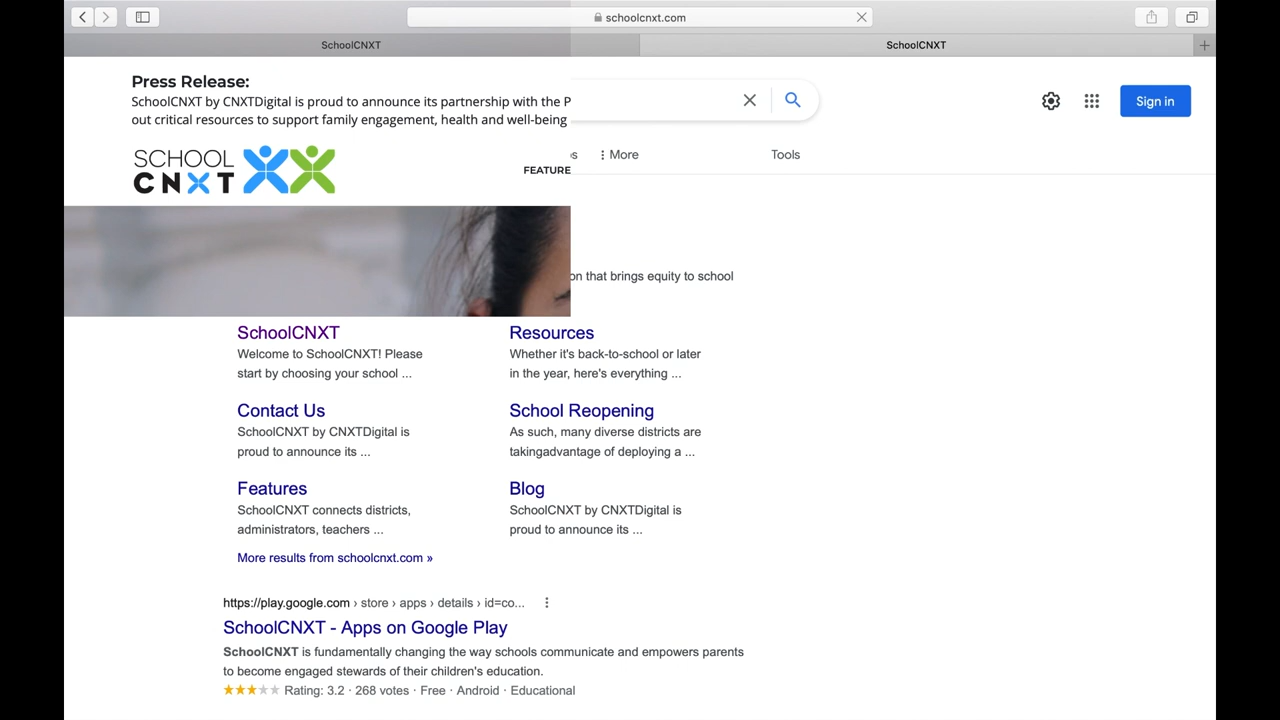 schoolcnxt.com
SchoolCNXT
SchoolCNXT
Press Release:
SchoolCNXT by CNXTDigital is proud to announce its partnership with the P
out critical resources to support family engagement, health and well-being
Sign in
SCHOOL
CNXT
FEATURE
s
More
Tools
on that brings equity to school
SchoolCNXT
Welcome to SchoolCNXT! Please
start by choosing your school ...
Resources
Whether it's back-to-school or later
in the year, here's everything ...
Contact Us
SchoolCNXT by CNXTDigital is
proud to announce its ...
School Reopening
As such, many diverse districts are
takingadvantage of deploying a ...
Features
SchoolCNXT connects districts,
administrators, teachers ...
Blog
SchoolCNXT by CNXTDigital is
proud to announce its ...
More results from schoolcnxt.com »
https://play.google.com › store › apps › details › id=co...
SchoolCNXT - Apps on Google Play
SchoolCNXT is fundamentally changing the way schools communicate and empowers parents
to become engaged stewards of their children's education.
Rating: 3.2 · 268 votes · Free · Android · Educational